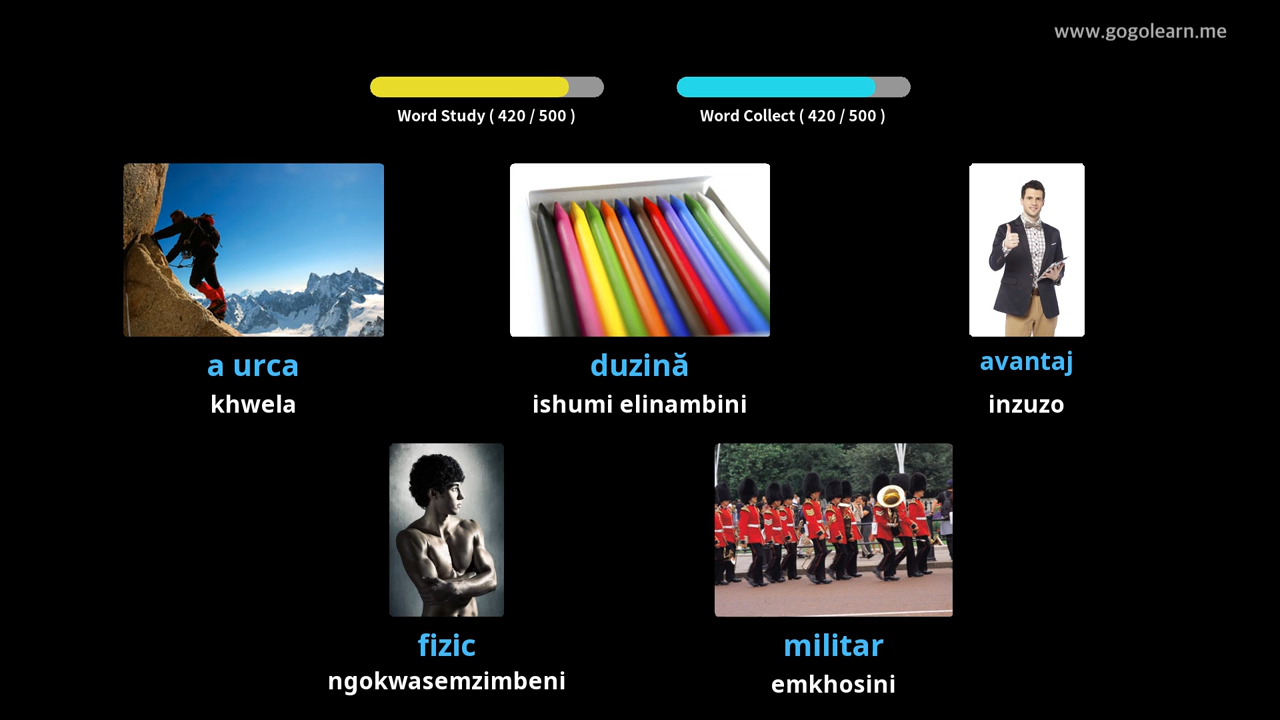 www.gogolearn.me
Word Study ( 420 / 500 )
Word Collect ( 420 / 500 )
a urca
khwela
duzină
ishumi elinambini
avantaj
inzuzo
fizic
ngokwasemzimbeni
militar
emkhosini